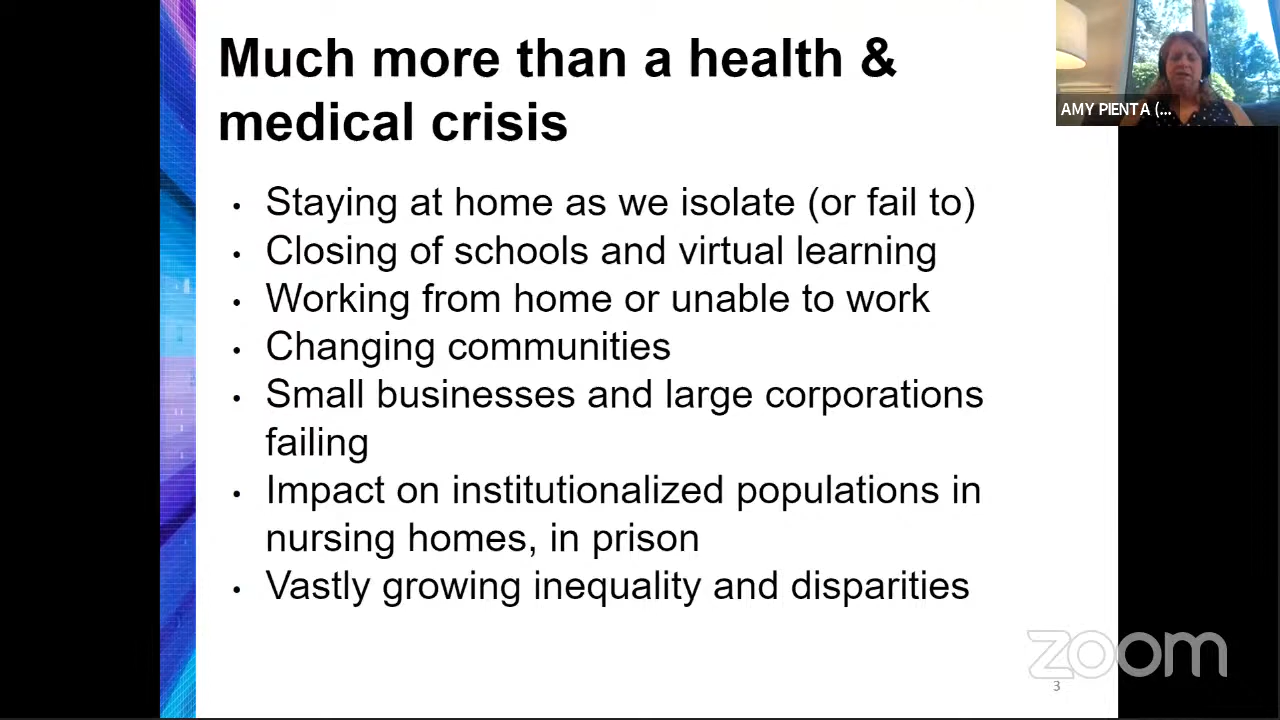 Much more than a health &
medical crisis
AMY PIENTA (...
• Staying at home as we isolate (or fail to)
• Closing of schools and virtual learning
• Working from home or unable to work
• Changing communities
• Small businesses and large corporations
failing
• Impact on institutionalized populations in
nursing homes, in prison
• Vastly growing inequality and disparities
zoom
3